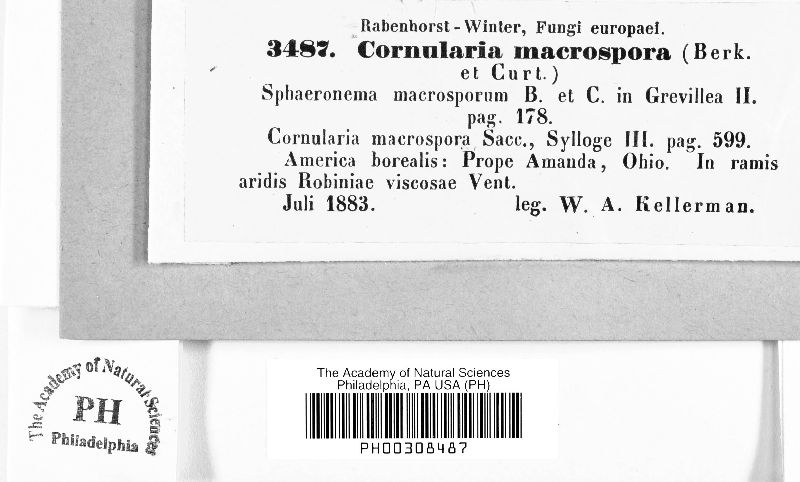 Rabenhorst-Winter, Fungi europaei.
3487. Cornularia macrospora (Berk.
et Curt.)
Sphaeronema macrosporum B. et C. in Grevillea II.
pag. 178.
Cornularia macrospora Sacc., Sylloge III. pag. 599.
America borealis: Prope Amanda, Ohio. In ramis
aridis Robiniae viscosae Vent.
Juli 1883. leg. W. A. Kellerman.
The Academy of Natural Sciences
PH
Philadelphia
The Academy of Natural Sciences
Philadelphia, PA USA (PH)
PH00308487